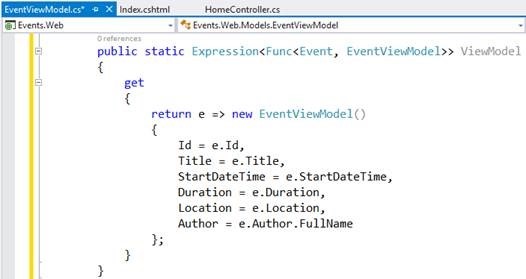 EventViewModel.cs* Index.cshtml HomeController.cs
Events.Web Events.Web.Models.EventViewModel
0 references
public static Expression<Func<Event, EventViewModel>> ViewModel
{
get
{
return e => new EventViewModel()
{
Id = e.Id,
Title = e.Title,
StartDateTime = e.StartDateTime,
Duration = e.Duration,
Location = e.Location,
Author = e.Author.FullName
};
}
}